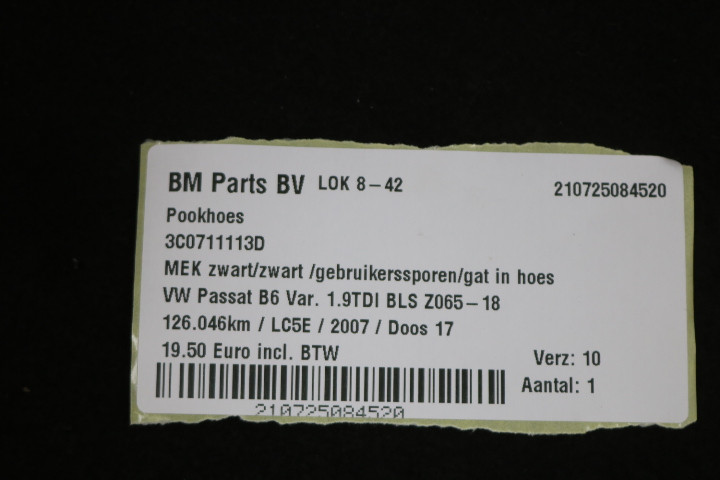 BM Parts BV LOK 8-42 210725084520
Pookhoes
3C0711113D
MEK zwart/zwart /gebruikerssporen/gat in hoes
VW Passat B6 Var. 1.9TDI BLS Z065-18
126.046km / LC5E / 2007 / Doos 17
19.50 Euro incl. BTW Verz: 10
Aantal: 1
210725084520